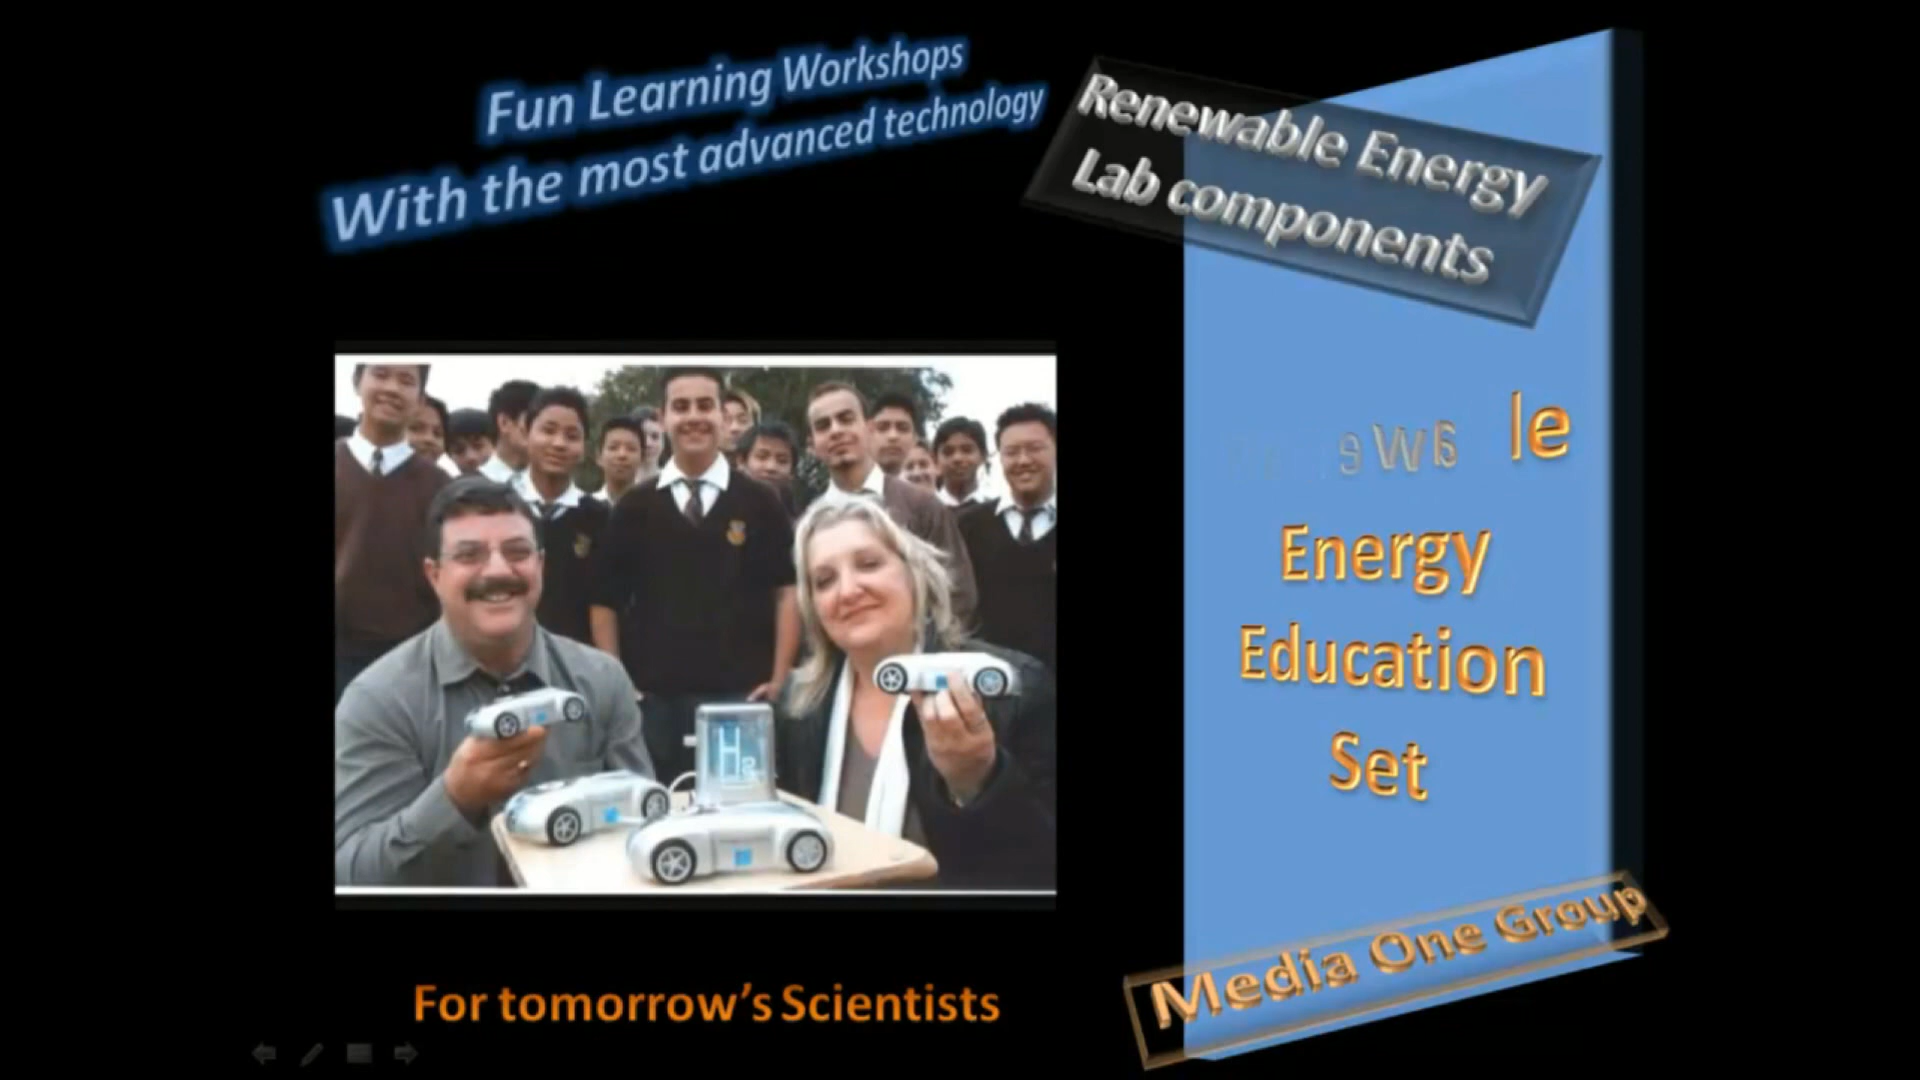 Fun Learning Workshops
With the most advanced technology
Renewable Energy
Lab components
H2
le
Energy
Education
Set
Media One Group
For tomorrow's Scientists